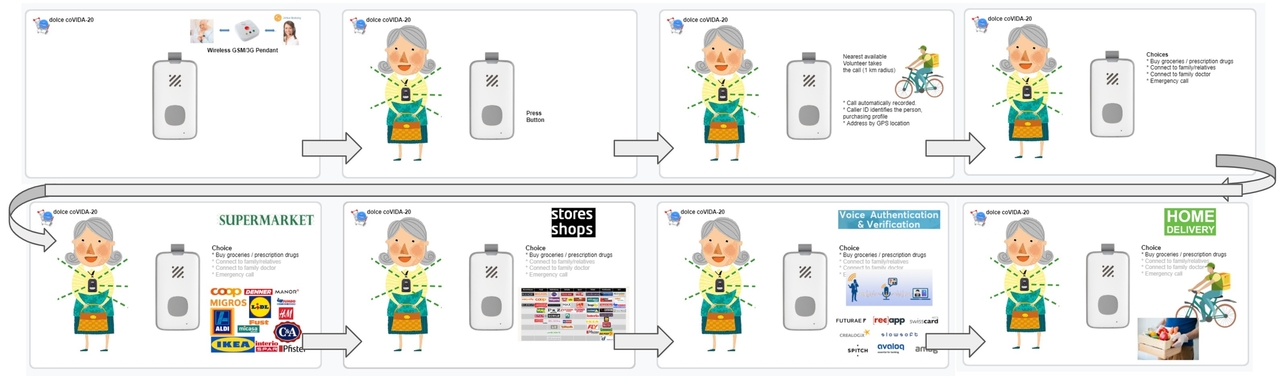 dolce coVIDA-20
Wireless GSM/3G Pendant
dolce coVIDA-20
Press
Button
dolce coVIDA-20
Nearest available
Volunteer takes
the call (1 km radius)
* Call automatically recorded
* Caller ID identifies the person,
purchasing profile
* Address by GPS location
dolce coVIDA-20
Choices
* Buy groceries / prescription drugs
* Connect to family/relatives
* Connect to family doctor
* Emergency call
dolce coVIDA-20
SUPERMARKET
Choice
* Buy groceries / prescription drugs
* Connect to family/relatives
* Connect to family doctor
* Emergency call
coop DENNER MANOR
MIGROS LIDL
H&M
ALDI Fust
micasa C&A
IKEA interio
SPAR Pfister
dolce coVIDA-20
stores
shops
Choice
* Buy groceries / prescription drugs
* Connect to family/relatives
* Connect to family doctor
* Emergency call
dolce coVIDA-20
Voice Authentication
& Verification
Choice
* Buy groceries / prescription drugs
* Connect to family/relatives
* Connect to family doctor
FUTURAE app twisscard
CREALOGIX slowsoft
SPITCH avaloq amag
dolce coVIDA-20
HOME
DELIVERY
Choice
* Buy groceries / prescription drugs
* Connect to family/relatives
* Connect to family doctor
* Emergency call